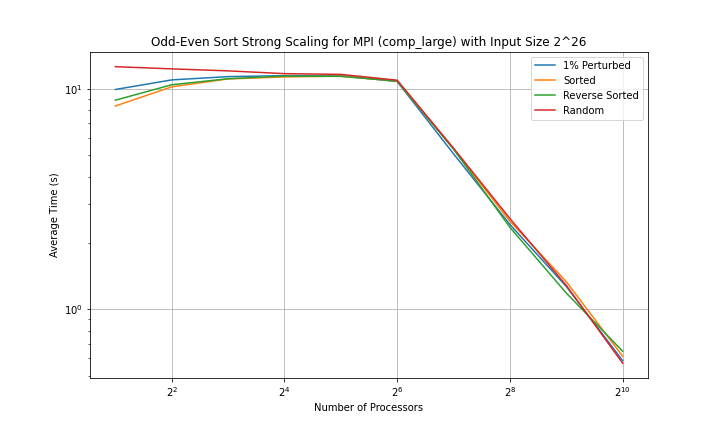 Odd-Even Sort Strong Scaling for MPI (comp_large) with Input Size 2^26
1% Perturbed
Sorted
Reverse Sorted
Random
Average Time (s)
10¹
10⁰
2² 2⁴ 2⁶ 2⁸ 2¹⁰
Number of Processors